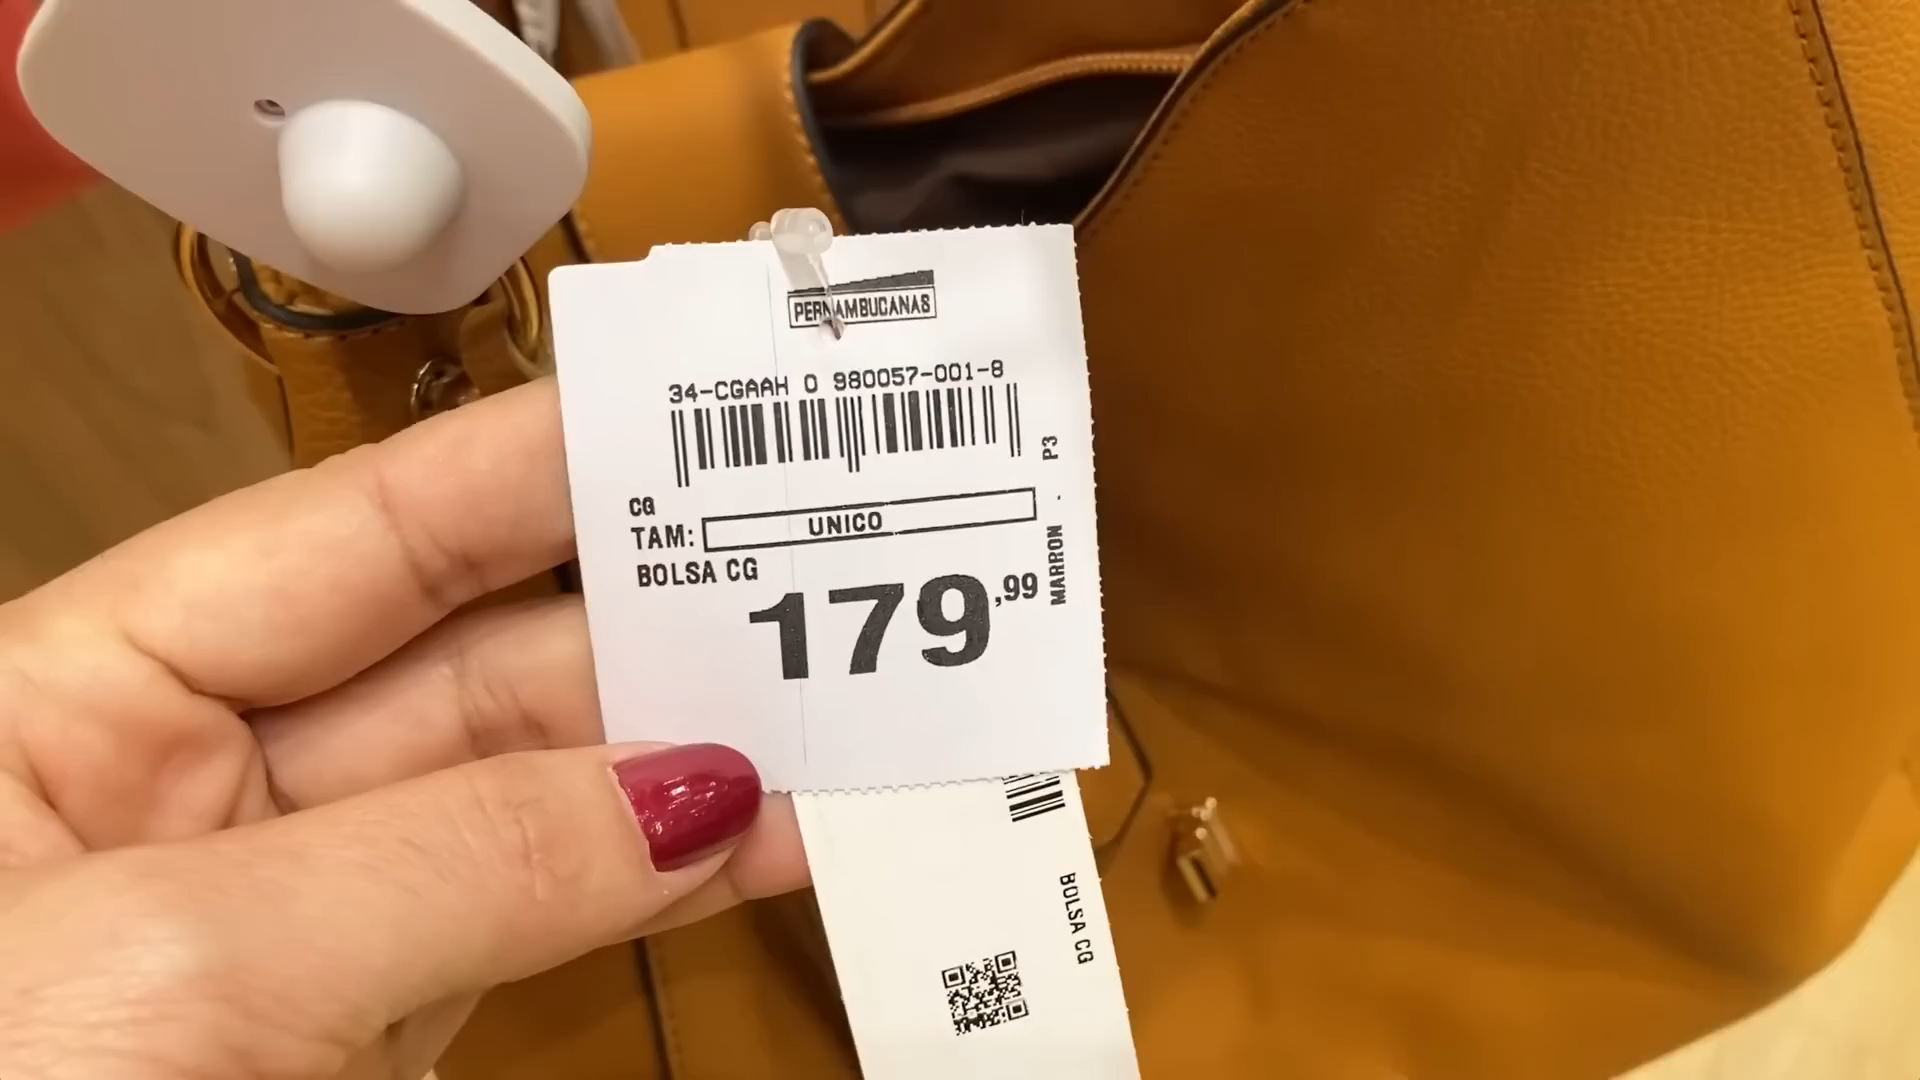 PERNAMBUCANAS
34-CGAAH 0 980057-001-8
P3
CG
TAM: UNICO
BOLSA CG
MARRON .
179,99
BOLSA CG